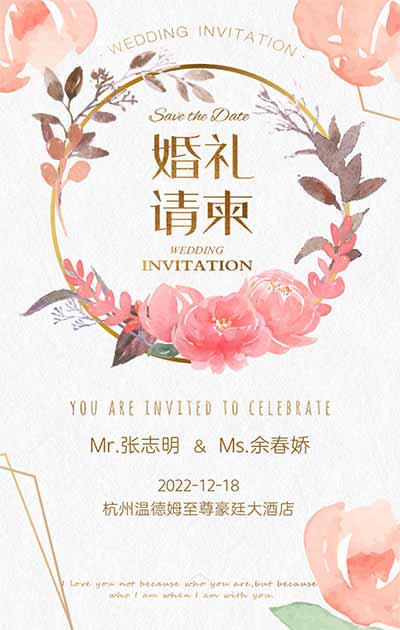 WEDDING INVITATION
Save the Date
婚礼
请柬
WEDDING
INVITATION
YOU ARE INVITED TO CELEBRATE
Mr.张志明 & Ms.余春娇
2022-12-18
杭州温德姆至尊豪廷大酒店
I love you not because who you are,but because
who I am when I am with you.